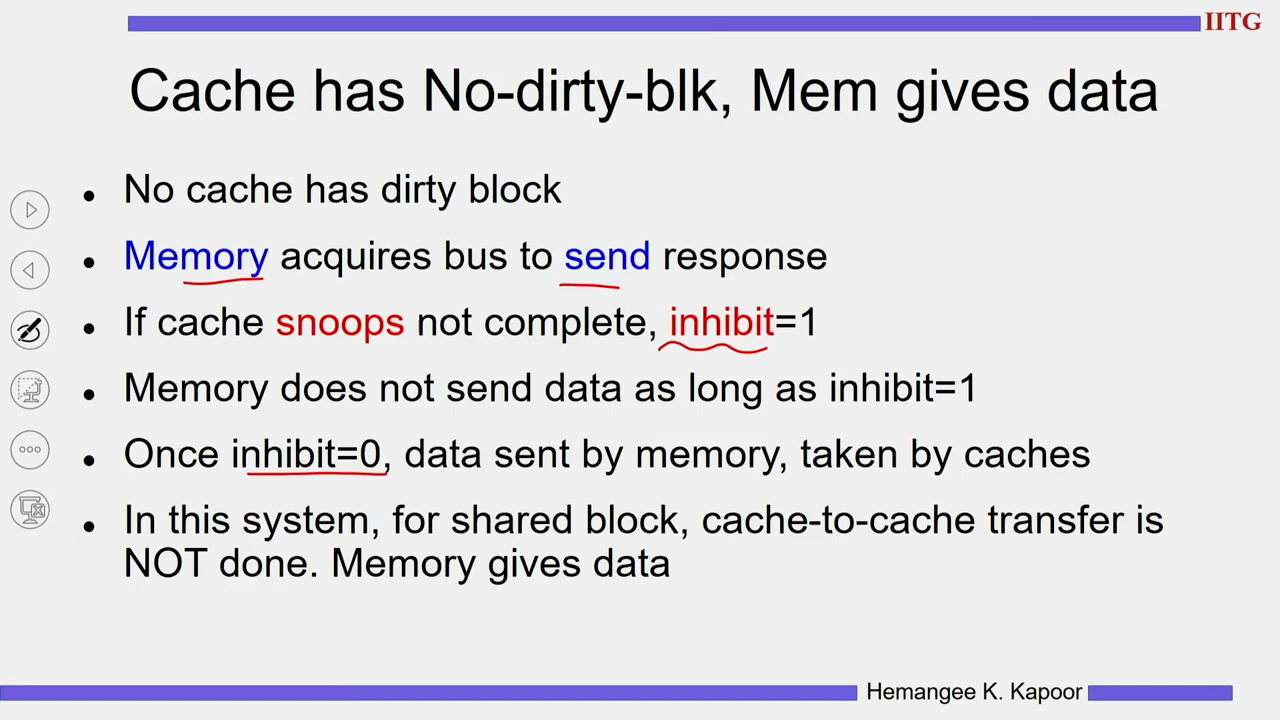 IITG
Cache has No-dirty-blk, Mem gives data
• No cache has dirty block
• Memory acquires bus to send response
• If cache snoops not complete, inhibit=1
• Memory does not send data as long as inhibit=1
• Once inhibit=0, data sent by memory, taken by caches
• In this system, for shared block, cache-to-cache transfer is
NOT done. Memory gives data
Hemangee K. Kapoor